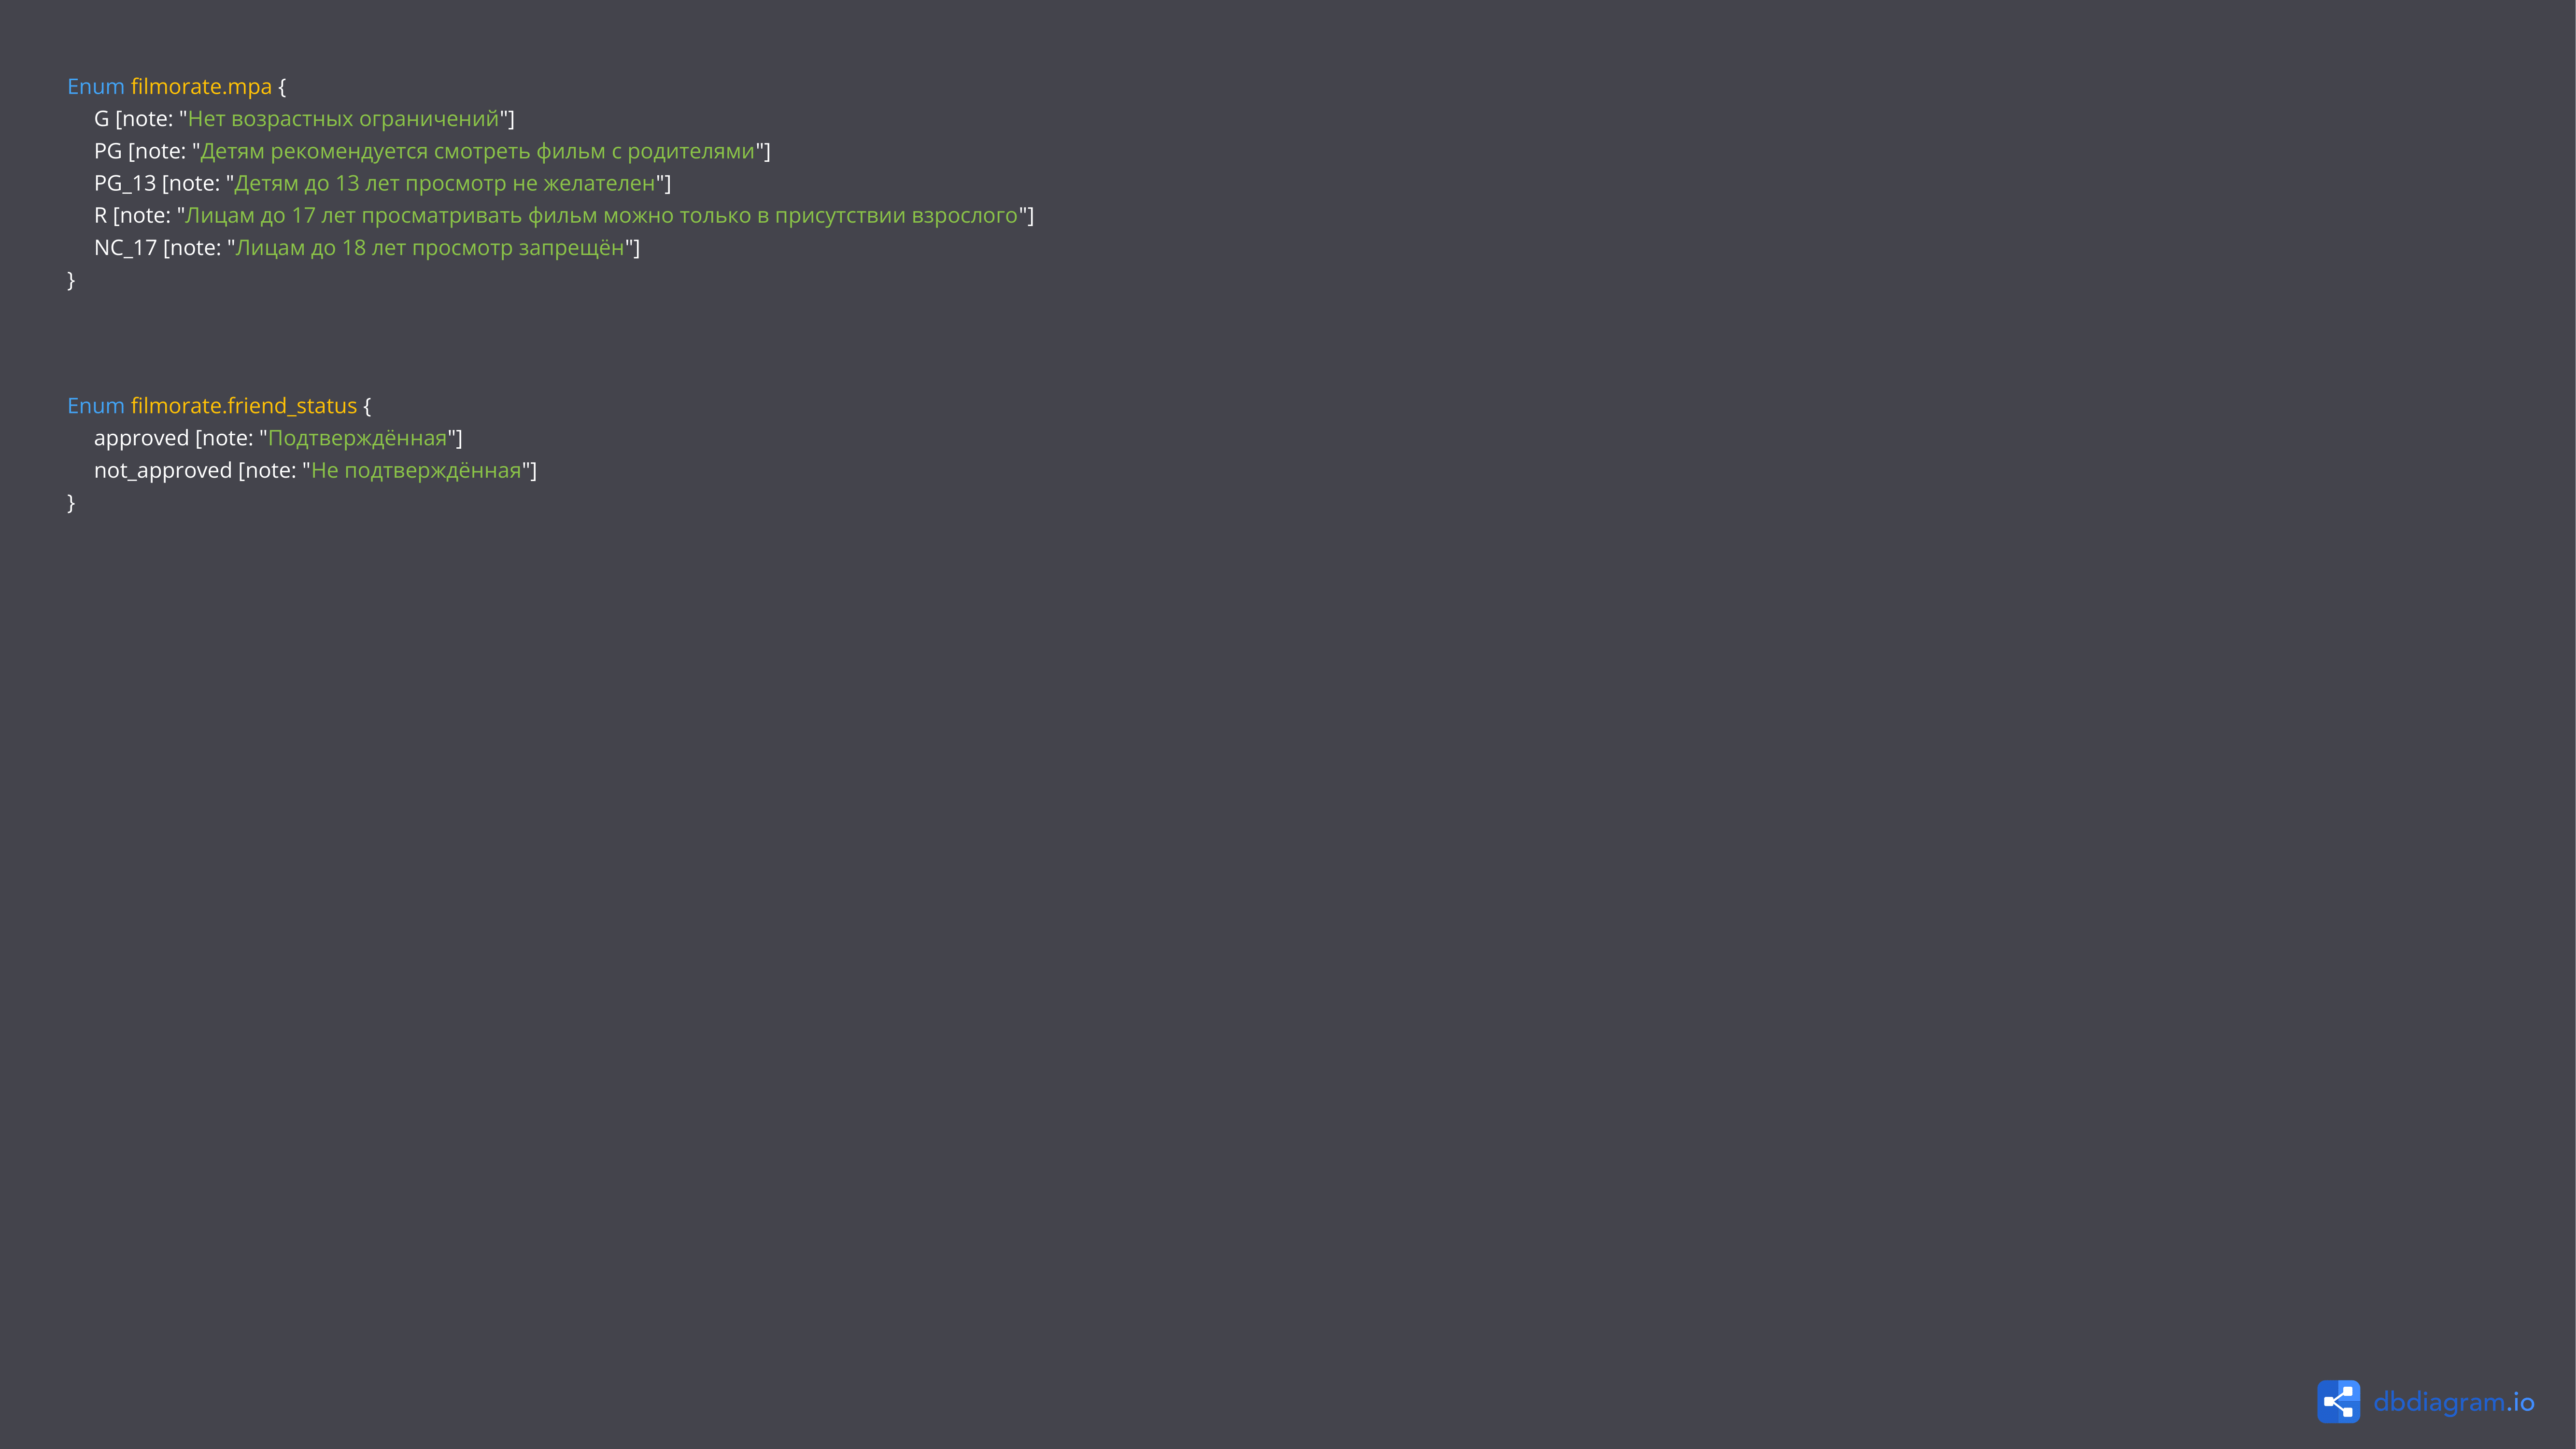 Enum filmorate.mpa {
G [note: "Нет возрастных ограничений"]
PG [note: "Детям рекомендуется смотреть фильм с родителями"]
PG_13 [note: "Детям до 13 лет просмотр не желателен"]
R [note: "Лицам до 17 лет просматривать фильм можно только в присутствии взрослого"]
NC_17 [note: "Лицам до 18 лет просмотр запрещён"]
}
Enum filmorate.friend_status {
approved [note: "Подтверждённая"]
not_approved [note: "Не подтверждённая"]
}
dbdiagram.io